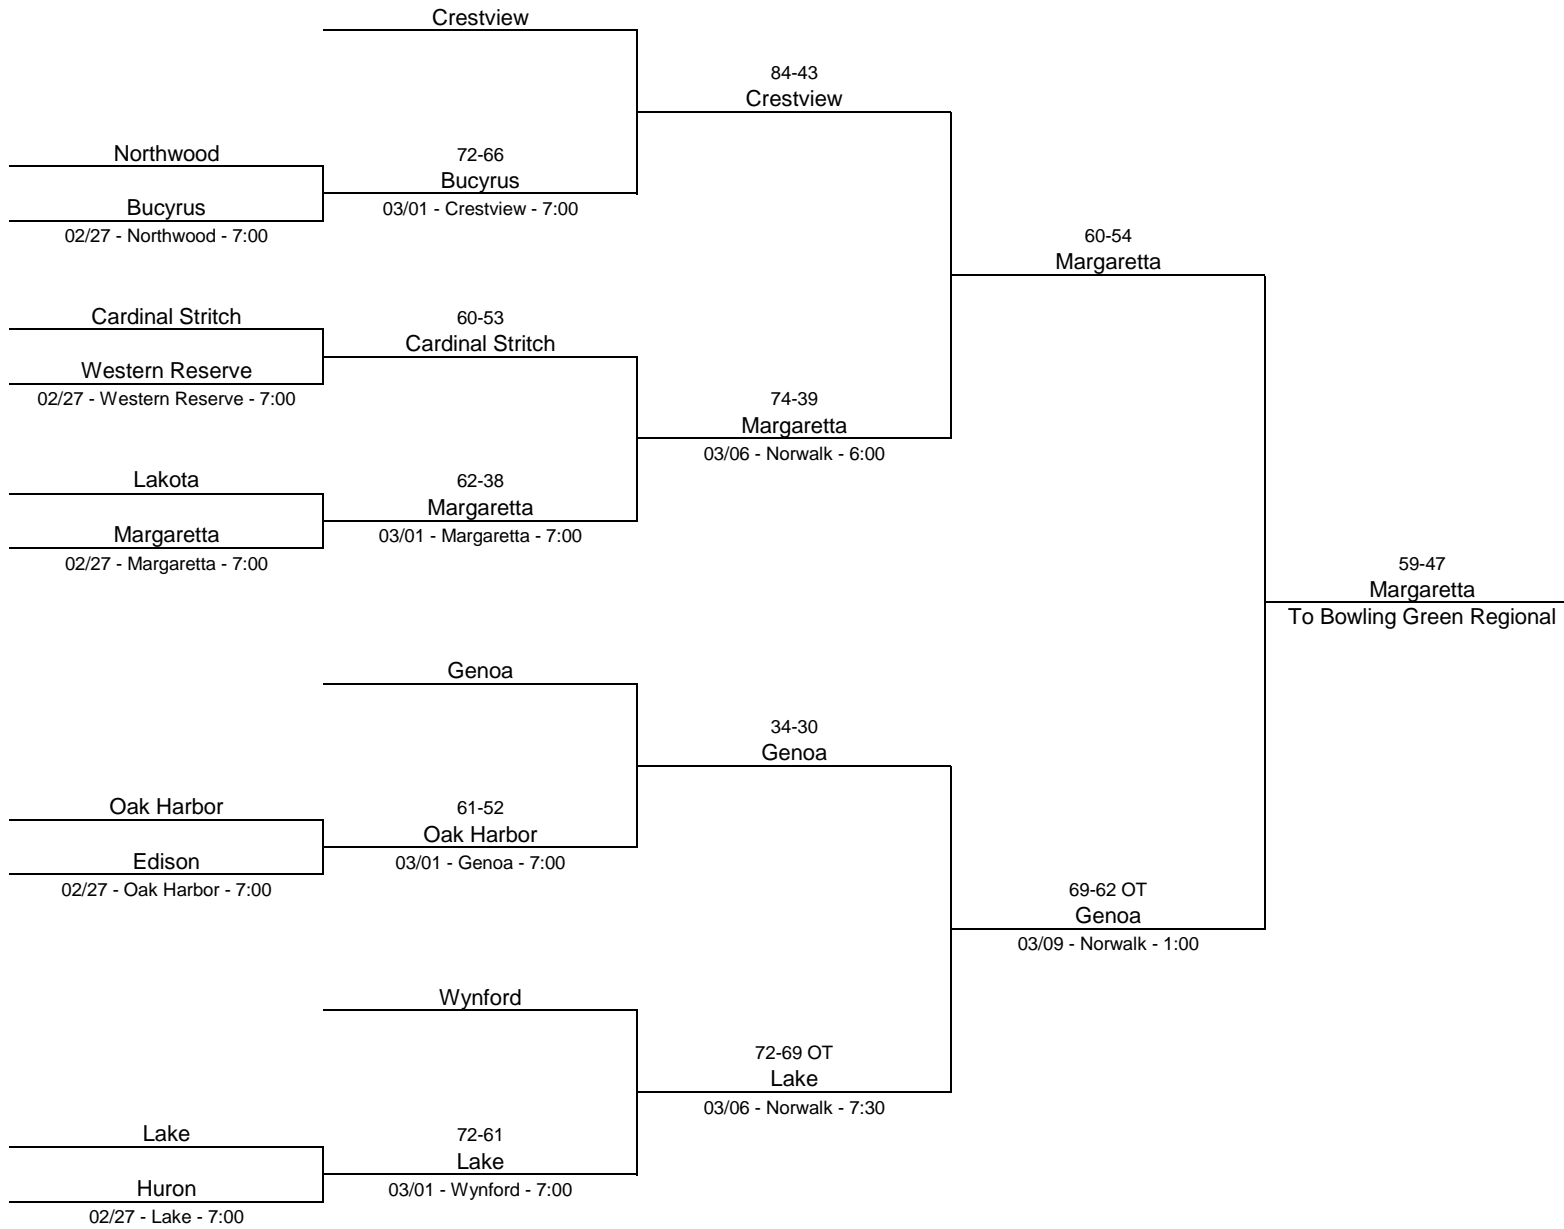 Crestview
84-43
Crestview
Northwood
72-66
Bucyrus
Bucyrus
03/01 - Crestview - 7:00
02/27 - Northwood - 7:00
60-54
Margaretta
Cardinal Stritch
60-53
Cardinal Stritch
Western Reserve
02/27 - Western Reserve - 7:00
74-39
Margaretta
03/06 - Norwalk - 6:00
Lakota
62-38
Margaretta
Margaretta
03/01 - Margaretta - 7:00
02/27 - Margaretta - 7:00
59-47
Margaretta
To Bowling Green Regional
Genoa
34-30
Genoa
Oak Harbor
61-52
Oak Harbor
Edison
03/01 - Genoa - 7:00
02/27 - Oak Harbor - 7:00
69-62 OT
Genoa
03/09 - Norwalk - 1:00
Wynford
72-69 OT
Lake
03/06 - Norwalk - 7:30
Lake
72-61
Lake
Huron
03/01 - Wynford - 7:00
02/27 - Lake - 7:00